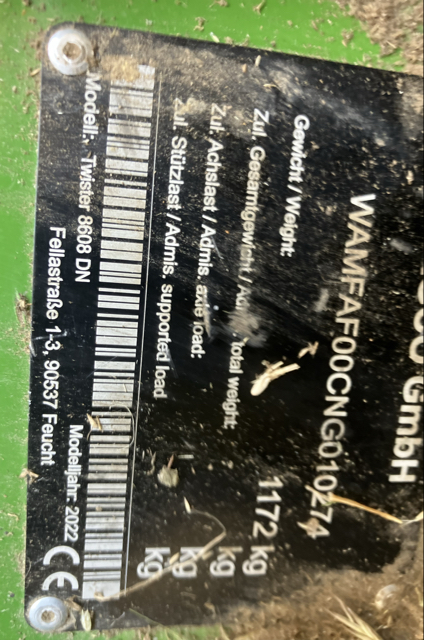 GmbH
WAMFAF00CNG010274
Gewicht / Weight: 1172 kg
Zul. Gesamtgewicht / total weight: kg
Zul. Achslast / Admis. axle load: kg
Zul. Stützlast / Admis. supported load kg
Modell: Twister 8608 DN Modelljahr: 2022 CE
Fellastraße 1-3, 90537 Feucht